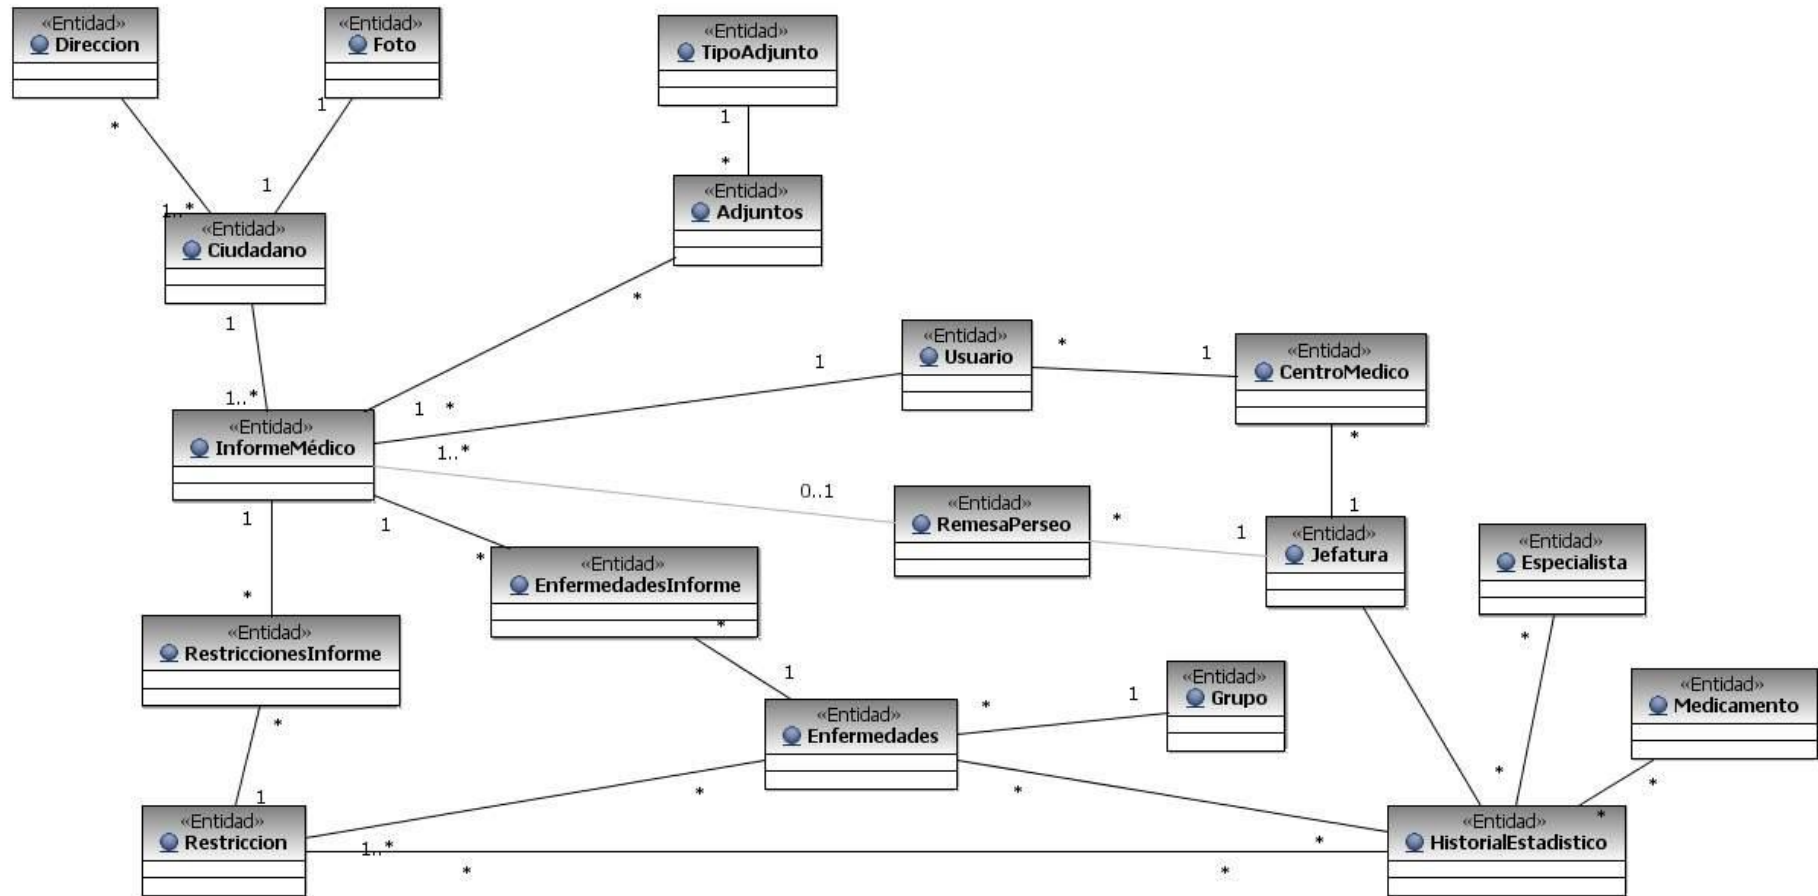 «Entidad»
Direccion
«Entidad»
Foto
«Entidad»
TipoAdjunto
*
1
1
*
«Entidad»
Adjuntos
1
1..*
«Entidad»
Ciudadano
*
1
«Entidad»
Usuario
*
1
«Entidad»
CentroMedico
1
1..*
1
*
«Entidad»
InformeMédico
1..*
*
0..1
«Entidad»
RemesaPerseo
*
1
1
«Entidad»
Jefatura
«Entidad»
Especialista
1
1
*
«Entidad»
EnfermedadesInforme
*
*
«Entidad»
RestriccionesInforme
*
1
«Entidad»
Enfermedades
*
1
«Entidad»
Grupo
*
«Entidad»
Medicamento
*
1
*
*
*
*
*
«Entidad»
Restriccion
1..*
*
*
*
«Entidad»
HistorialEstadistico